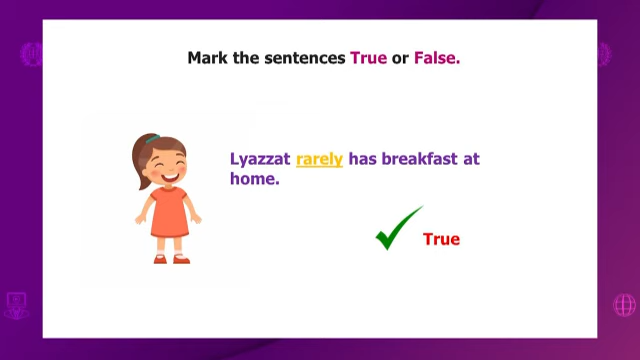 Mark the sentences True or False.
Lyazzat rarely has breakfast at
home.
True